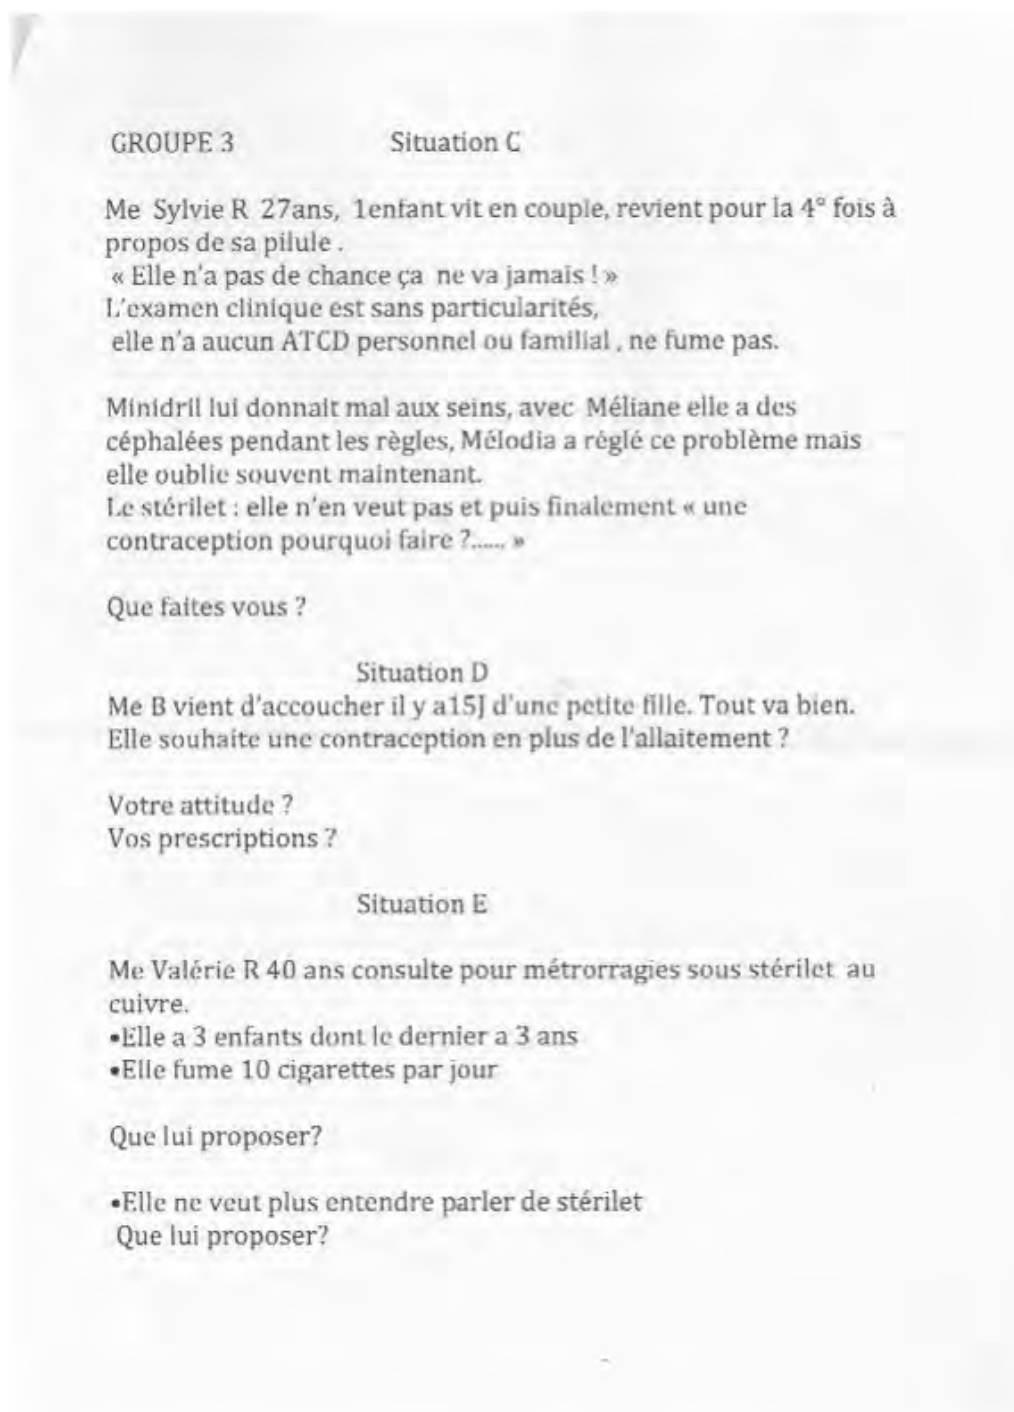 GROUPE 3 Situation C
Me Sylvie R 27ans, 1enfant vit en couple, revient pour la 4° fois à
propos de sa pilule .
« Elle n'a pas de chance ça ne va jamais ! »
L'examen clinique est sans particularités,
elle n'a aucun ATCD personnel ou familial , ne fume pas.
Minidril lui donnait mal aux seins, avec Méliane elle a des
céphalées pendant les règles, Mélodia a réglé ce problème mais
elle oublie souvent maintenant.
Le stérilet : elle n'en veut pas et puis finalement « une
contraception pourquoi faire ?...... »
Que faites vous ?
Situation D
Me B vient d'accoucher il y a15J d'une petite fille. Tout va bien.
Elle souhaite une contraception en plus de l'allaitement ?
Votre attitude ?
Vos prescriptions ?
Situation E
Me Valérie R 40 ans consulte pour métrorragies sous stérilet au
cuivre.
•Elle a 3 enfants dont le dernier a 3 ans
•Elle fume 10 cigarettes par jour
Que lui proposer?
•Elle ne veut plus entendre parler de stérilet
Que lui proposer?